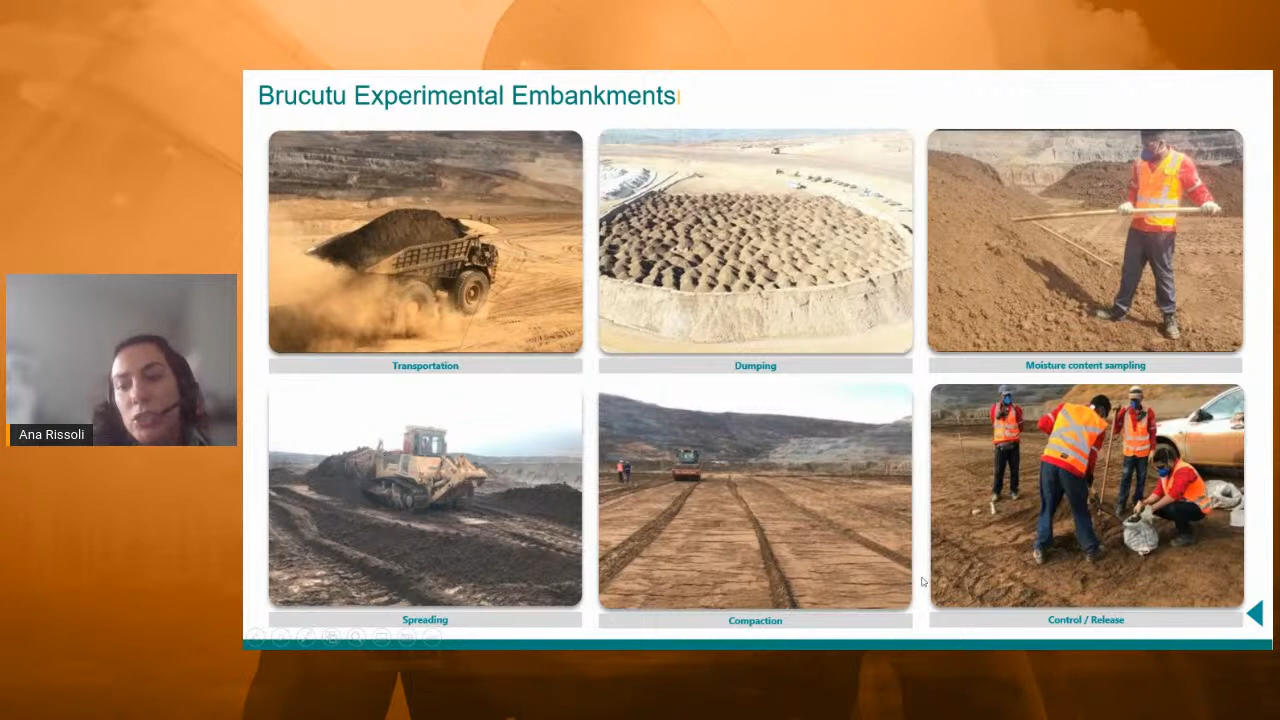 Brucutu Experimental Embankments
Transportation
Dumping
Moisture content sampling
Ana Rissoli
Spreading
Compaction
Control / Release